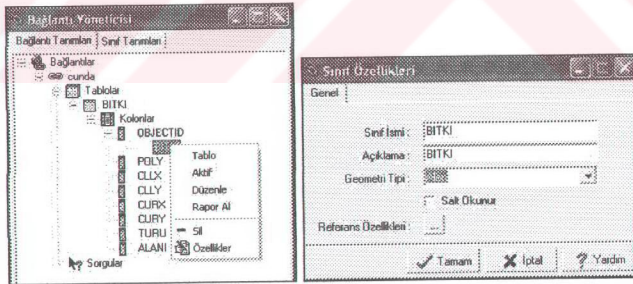 Bağlantı Yöneticisi
Bağlantı Tanımları
Sınıf Tanımları
Bağlantılar
cunda
Tablolar
BITKI
Kolonlar
OBJECTID
POLY
CLLX
CLLY
CURX
CURY
TURU
ALANI
Sorgular
Tablo
Aktif
Düzenle
Rapor Al
Sil
Özellikler
Sınıf Özellikleri
Genel
Sınıf İsmi : BITKI
Açıklama : BITKI
Geometri Tipi :
Salt Okunur
Referans Özellikleri : ...
Tamam
İptal
? Yardım